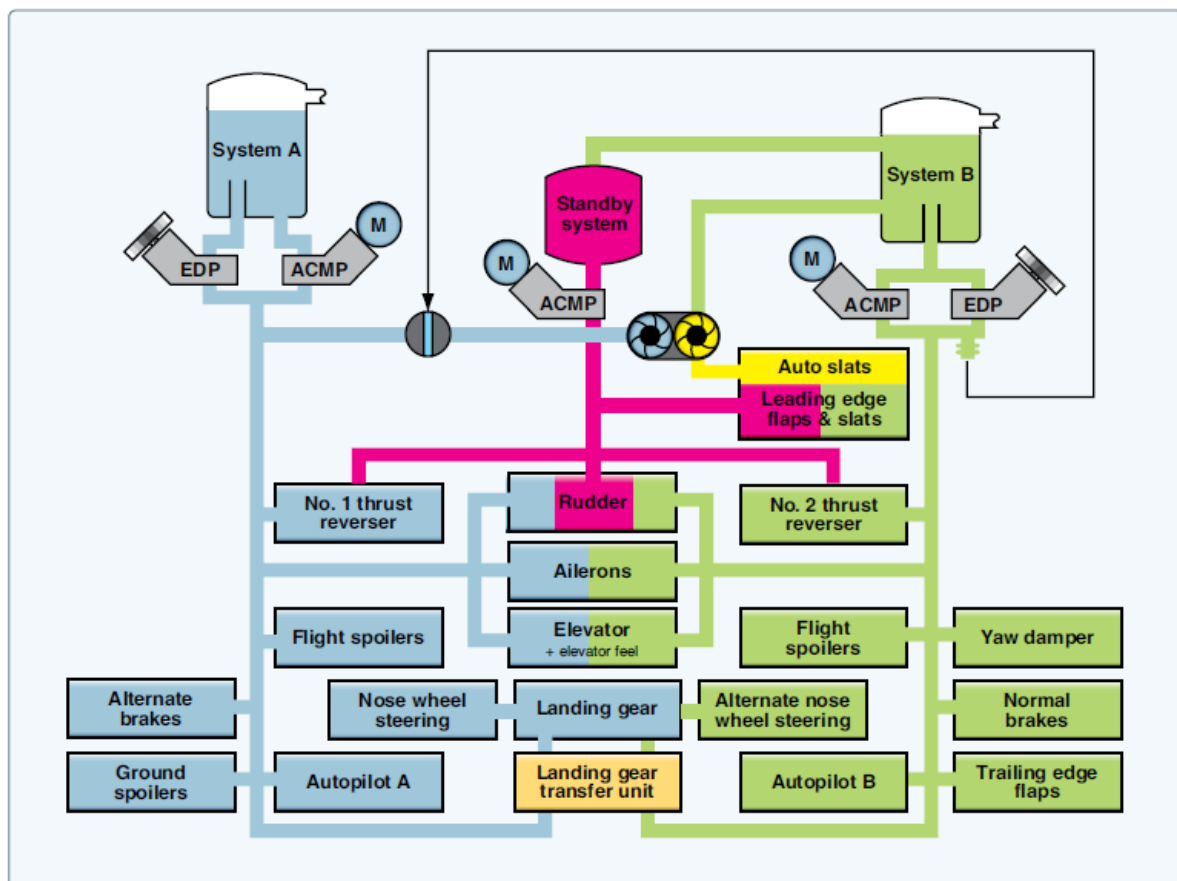 System A
System B
Standby
system
M
EDP
ACMP
M
ACMP
M
ACMP
EDP
Auto slats
Leading edge
flaps & slats
No. 1 thrust
reverser
Rudder
No. 2 thrust
reverser
Ailerons
Flight spoilers
Elevator
+ elevator feel
Flight
spoilers
Yaw damper
Alternate
brakes
Nose wheel
steering
Landing gear
Alternate nose
wheel steering
Normal
brakes
Ground
spoilers
Autopilot A
Landing gear
transfer unit
Autopilot B
Trailing edge
flaps